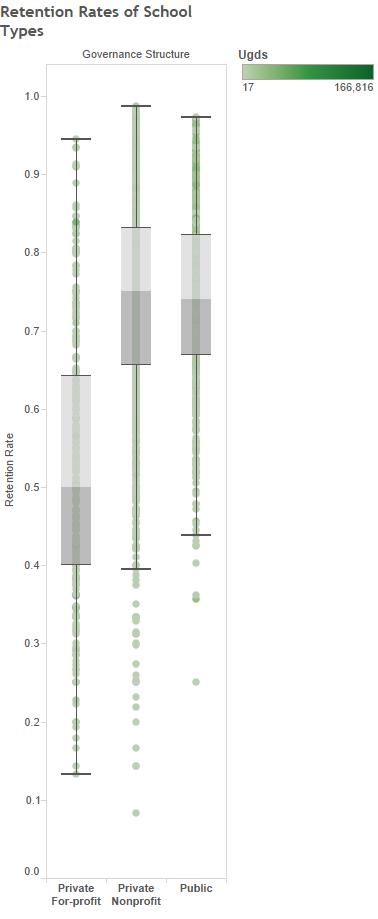 Retention Rates of School
Types
Governance Structure
Ugds
17 166,816
1.0
0.9
0.8
0.7
0.6
0.5
0.4
0.3
0.2
0.1
0.0
Retention Rate
Private
For-profit
Private
Nonprofit
Public